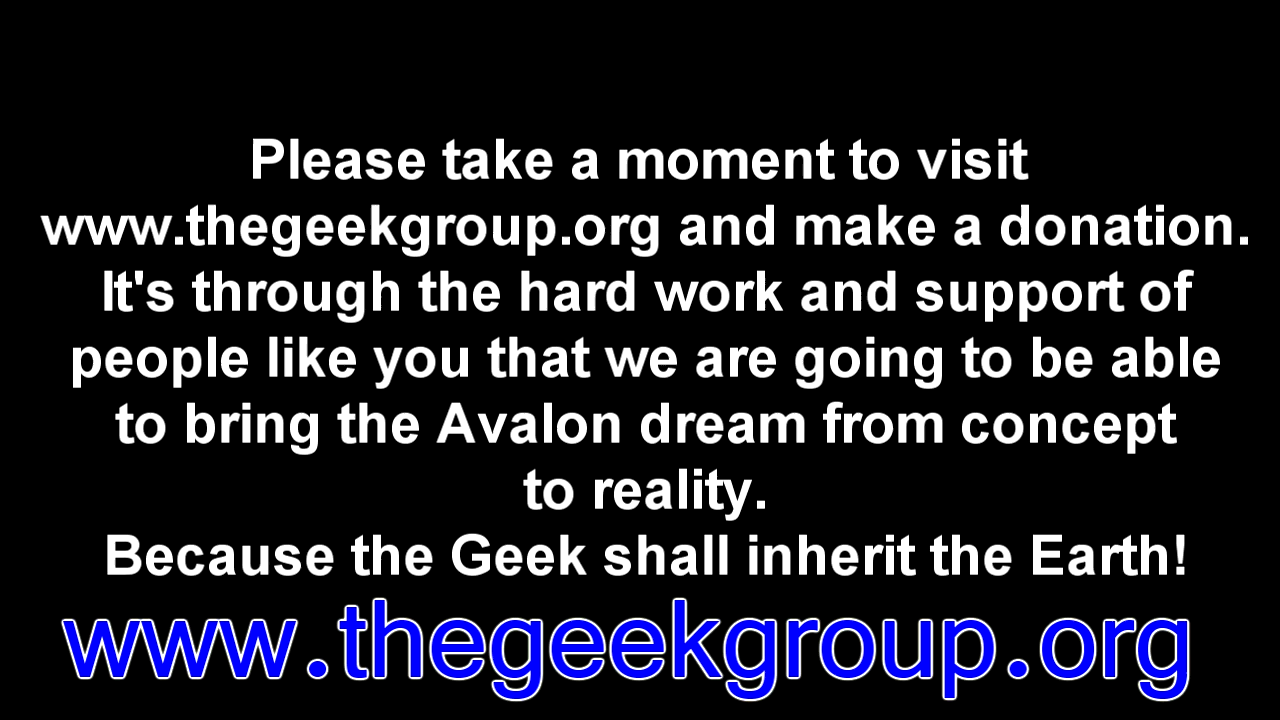 Please take a moment to visit
www.thegeekgroup.org and make a donation.
It's through the hard work and support of
people like you that we are going to be able
to bring the Avalon dream from concept
to reality.
Because the Geek shall inherit the Earth!
www.thegeekgroup.org